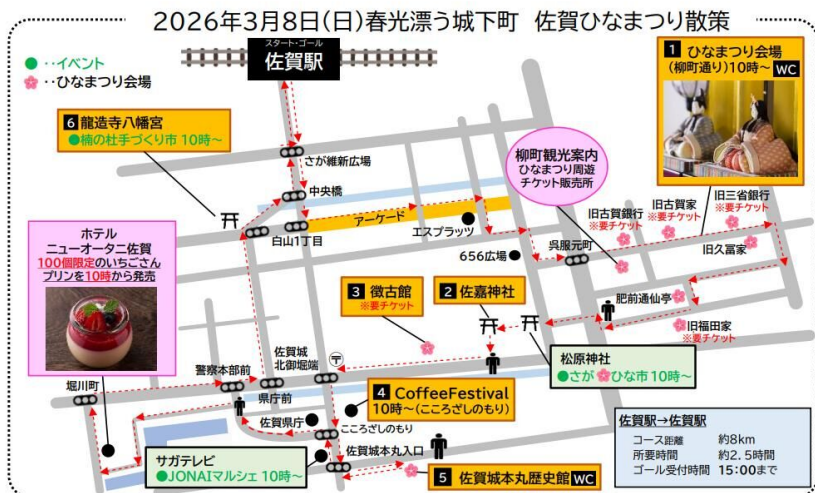 2026年3月8日(日)春光漂う城下町 佐賀ひなまつり散策
スタート・ゴール
佐賀駅
●‥イベント
‥ひなまつり会場
1 ひなまつり会場
(柳町通り)10時～ WC
6 龍造寺八幡宮
●楠の杜手づくり市 10時～
さが維新広場
中央橋
白山1丁目
アーケード
エスプラッツ
656広場
柳町観光案内
ひなまつり周遊
チケット販売所
呉服元町
旧古賀銀行
※要チケット
旧古賀家
※要チケット
旧三省銀行
※要チケット
旧久冨家
肥前通仙亭
旧福田家
※要チケット
ホテル
ニューオータニ佐賀
100個限定のいちごさん
プリンを10時から発売
3 徴古館
※要チケット
2 佐嘉神社
松原神社
●さが ひな市 10時～
堀川町
警察本部前
県庁前
佐賀城
北御堀端
〒
4 CoffeeFestival
10時～(こころざしのもり)
佐賀県庁
こころざしのもり
サガテレビ
●JONAIマルシェ 10時～
佐賀城本丸入口
5 佐賀城本丸歴史館 WC
佐賀駅→佐賀駅
コース距離 約8km
所要時間 約2.5時間
ゴール受付時間 15:00まで